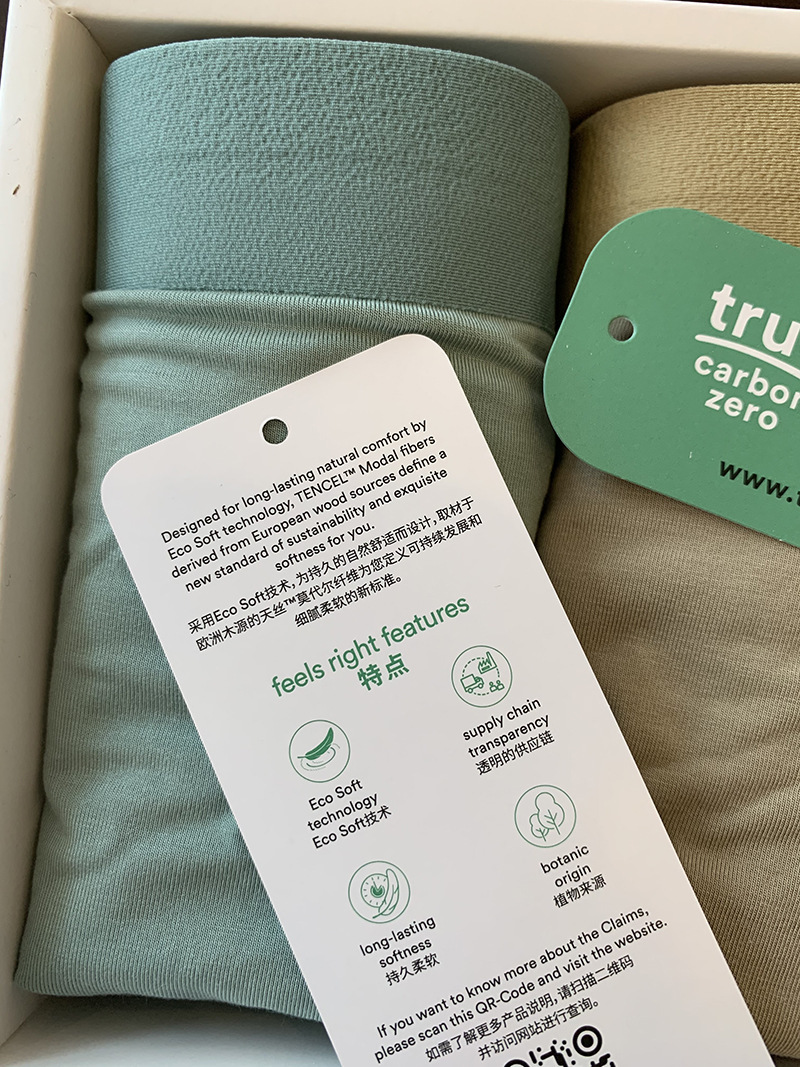 Designed for long-lasting natural comfort by
Eco Soft technology, TENCEL™ Modal fibers
derived from European wood sources define a
new standard of sustainability and exquisite
softness for you.
采用Eco Soft技术,为持久的自然舒适而设计,取材于
欧洲木源的天丝™莫代尔纤维为您定义可持续发展和
细腻柔软的新标准。
feels right features
特点
Eco Soft
technology
Eco Soft技术
supply chain
transparency
透明的供应链
long-lasting
softness
持久柔软
botanic
origin
植物来源
If you want to know more about the Claims,
please scan this QR-Code and visit the website.
如需了解更多产品说明,请扫描二维码
并访问网站进行查询。
tru
carbon
zero
www.t